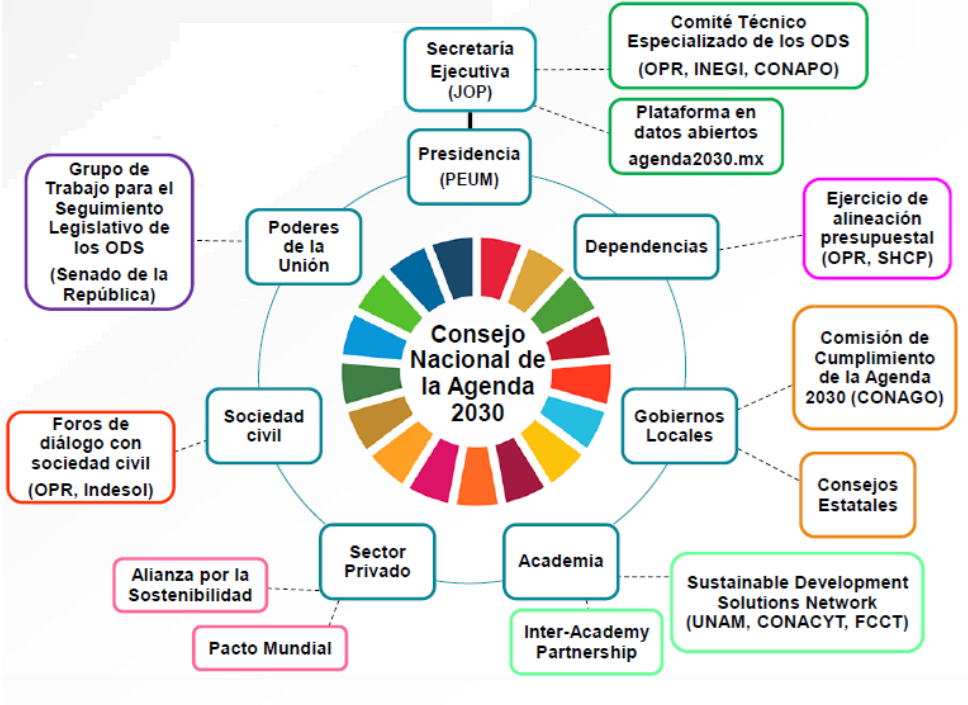 Secretaría
Ejecutiva
(JOP)
Comité Técnico
Especializado de los ODS
(OPR, INEGI, CONAPO)
Plataforma en
datos abiertos
agenda2030.mx
Presidencia
(PEUM)
Grupo de
Trabajo para el
Seguimiento
Legislativo de
los ODS
(Senado de la
República)
Poderes
de la
Unión
Dependencias
Ejercicio de
alineación
presupuestal
(OPR, SHCP)
Consejo
Nacional de
la Agenda
2030
Comisión de
Cumplimiento
de la Agenda
2030 (CONAGO)
Gobiernos
Locales
Consejos
Estatales
Sociedad
civil
Foros de
diálogo con
sociedad civil
(OPR, Indesol)
Sector
Privado
Alianza por la
Sostenibilidad
Pacto Mundial
Academia
Inter-Academy
Partnership
Sustainable Development
Solutions Network
(UNAM, CONACYT, FCCT)